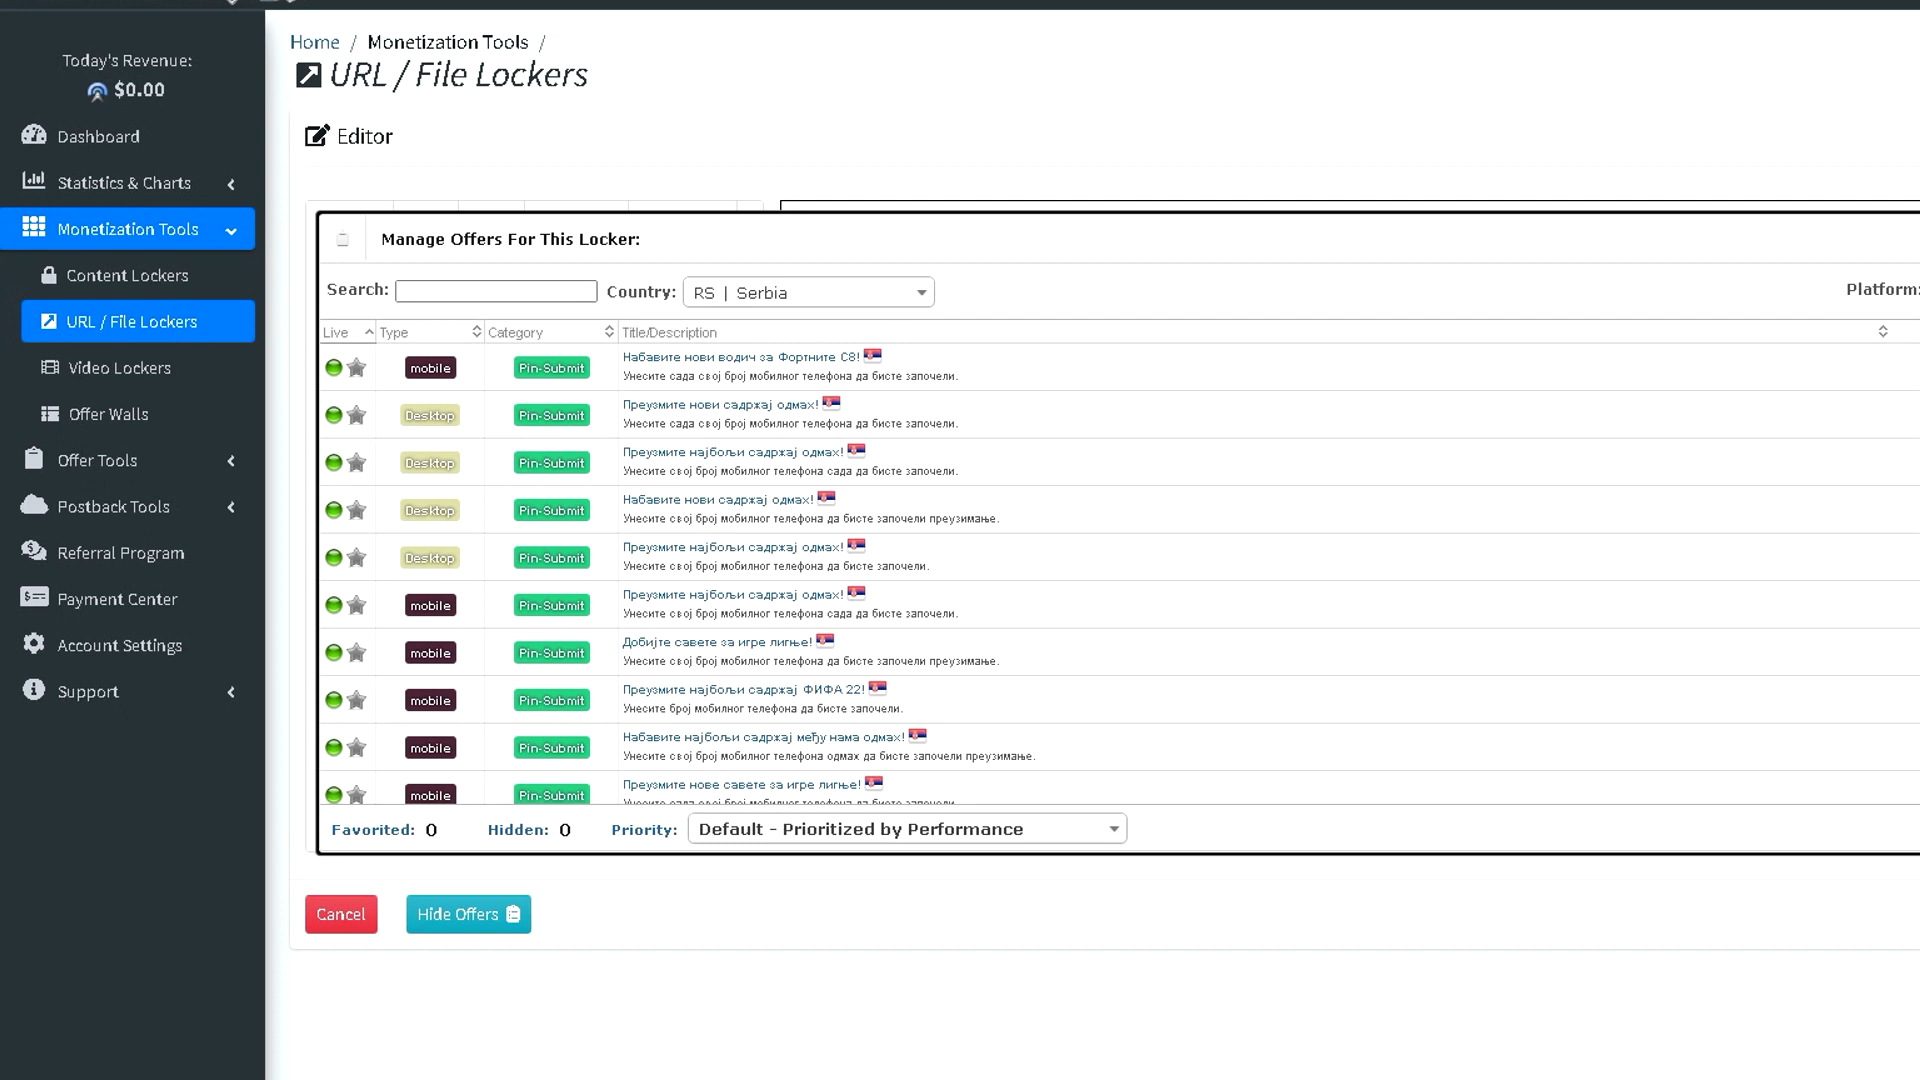 Today's Revenue:
$0.00
Dashboard
Statistics & Charts
Monetization Tools
Content Lockers
URL / File Lockers
Video Lockers
Offer Walls
Offer Tools
Postback Tools
Referral Program
Payment Center
Account Settings
Support
Home / Monetization Tools /
URL / File Lockers
Editor
Manage Offers For This Locker:
Search: Country: RS | Serbia Platform:
Live Type Category Title/Description
mobile Pin-Submit Набавите нови водич за Фортните С8!
Унесите сада свој број мобилног телефона да бисте започели.
Desktop Pin-Submit Преузмите нови садржај одмах!
Унесите сада свој број мобилног телефона да бисте започели.
Desktop Pin-Submit Преузмите најбољи садржај одмах!
Унесите свој број мобилног телефона сада да бисте започели.
Desktop Pin-Submit Набавите нови садржај одмах!
Унесите свој број мобилног телефона да бисте започели преузимање.
Desktop Pin-Submit Преузмите најбољи садржај одмах!
Унесите свој број мобилног телефона да бисте започели.
mobile Pin-Submit Преузмите најбољи садржај одмах!
Унесите свој број мобилног телефона сада да бисте започели.
mobile Pin-Submit Добијте савете за игре лигње!
Унесите свој број мобилног телефона да бисте започели преузимање.
mobile Pin-Submit Преузмите најбољи садржај ФИФА 22!
Унесите број мобилног телефона да бисте започели.
mobile Pin-Submit Набавите најбољи садржај међу нама одмах!
Унесите свој број мобилног телефона одмах да бисте започели преузимање.
mobile Pin-Submit Преузмите нове савете за игре лигње!
Унесите сада свој број мобилног телефона да бисте започели.
Favorited: 0 Hidden: 0 Priority: Default - Prioritized by Performance
Cancel Hide Offers